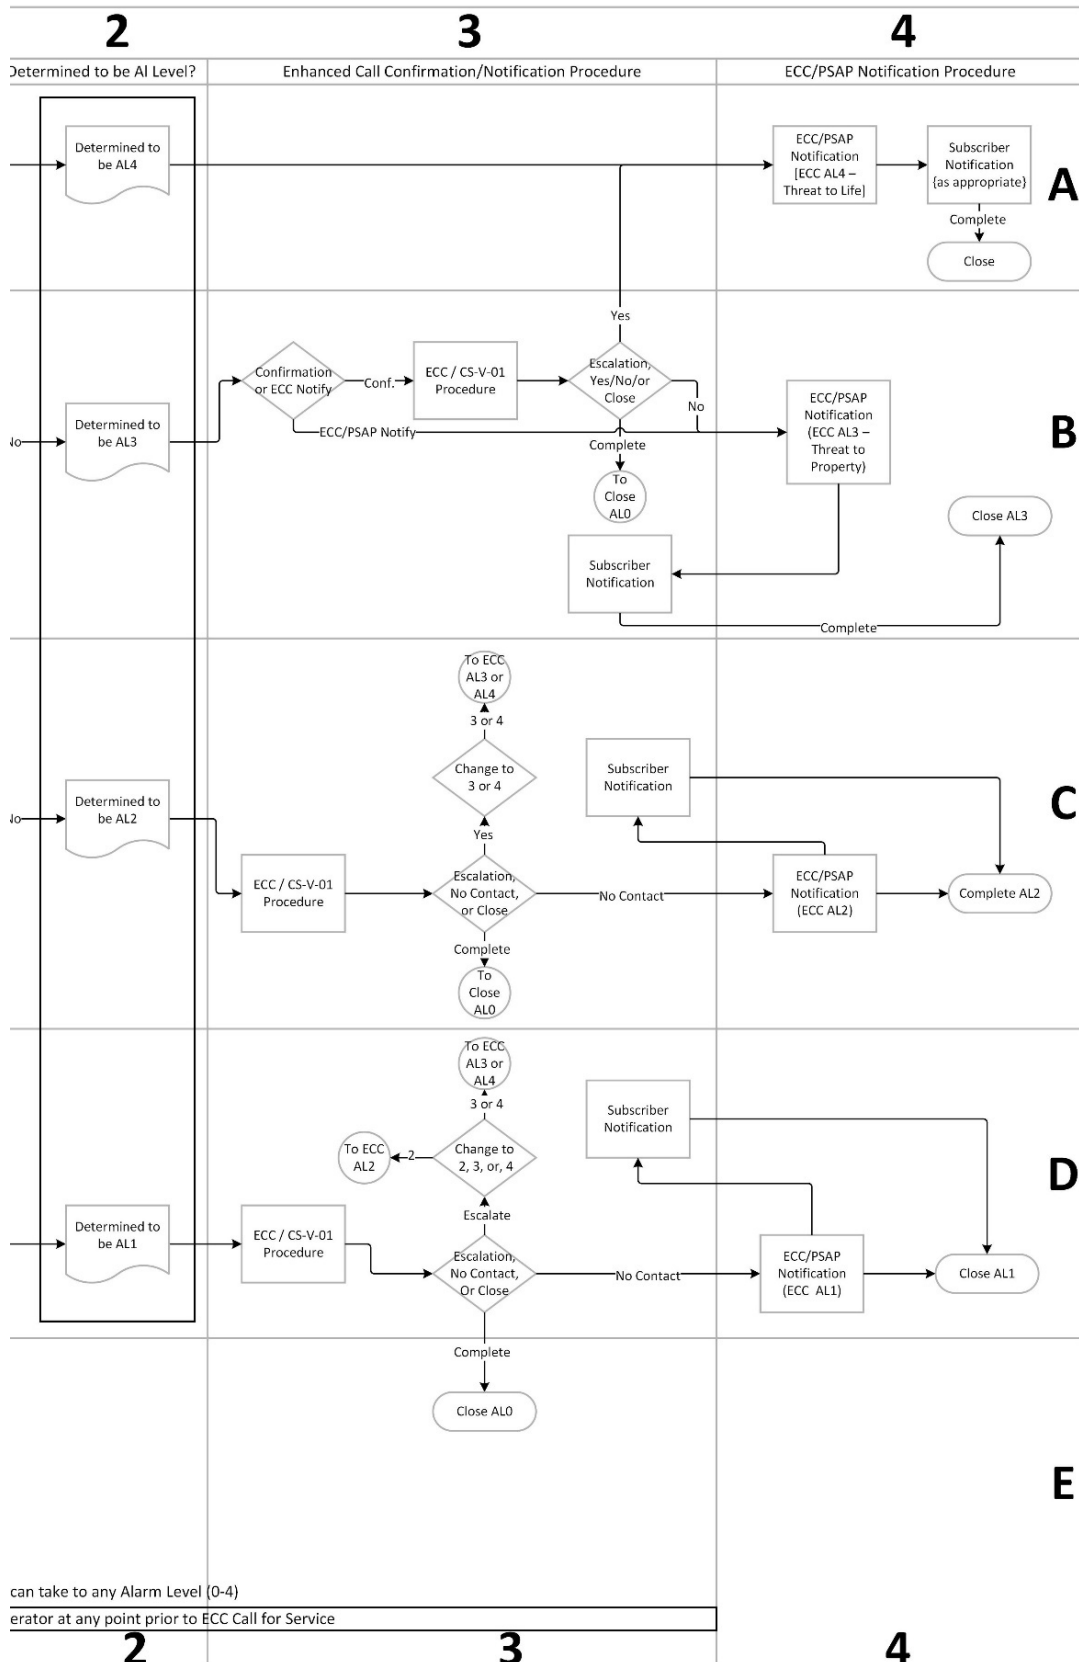 2
3
4
Determined to be Al Level?
Enhanced Call Confirmation/Notification Procedure
ECC/PSAP Notification Procedure
Determined to
be AL4
ECC/PSAP
Notification
[ECC AL4 –
Threat to Life]
Subscriber
Notification
{as appropriate}
A
Complete
Close
Yes
Confirmation
or ECC Notify
Conf.
ECC / CS-V-01
Procedure
Escalation,
Yes/No/or
Close
No
ECC/PSAP
Notification
(ECC AL3 –
Threat to
Property)
B
No
Determined to
be AL3
ECC/PSAP Notify
Complete
To
Close
AL0
Close AL3
Subscriber
Notification
Complete
To ECC
AL3 or
AL4
3 or 4
Change to
3 or 4
Subscriber
Notification
C
No
Determined to
be AL2
Yes
ECC / CS-V-01
Procedure
Escalation,
No Contact,
or Close
No Contact
ECC/PSAP
Notification
(ECC AL2)
Complete AL2
Complete
To
Close
AL0
To ECC
AL3 or
AL4
3 or 4
Subscriber
Notification
To ECC
AL2
2
Change to
2, 3, or, 4
D
Escalate
Determined to
be AL1
ECC / CS-V-01
Procedure
Escalation,
No Contact,
Or Close
No Contact
ECC/PSAP
Notification
(ECC AL1)
Close AL1
Complete
Close AL0
E
can take to any Alarm Level (0-4)
erator at any point prior to ECC Call for Service
2
3
4